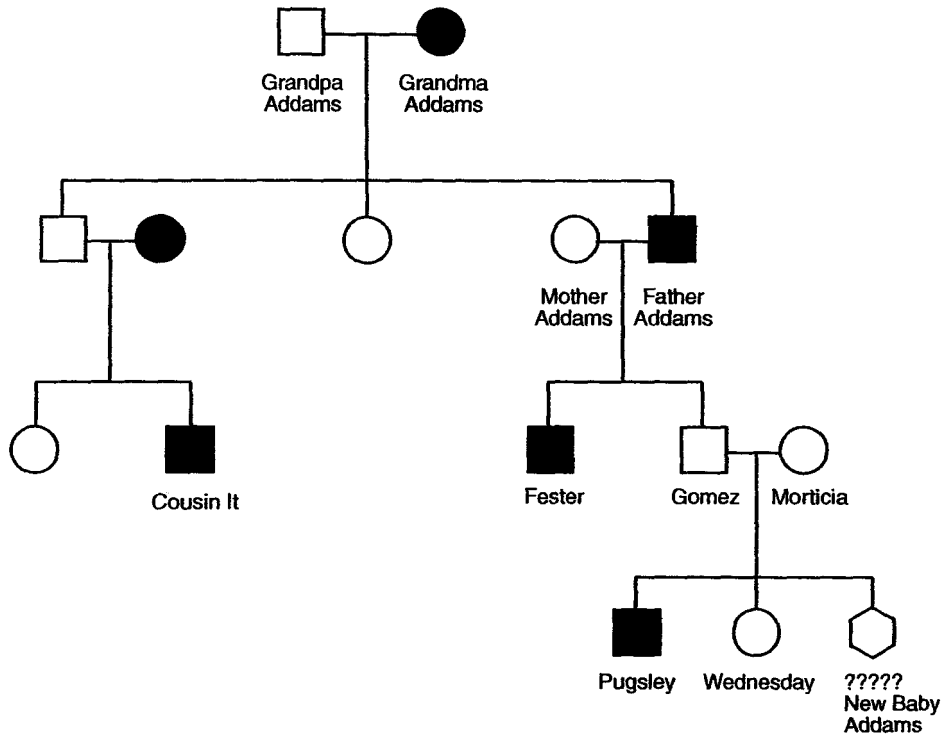 Grandpa
Addams
Grandma
Addams
Mother
Addams
Father
Addams
Cousin It
Fester
Gomez
Morticia
Pugsley
Wednesday
?????
New Baby
Addams